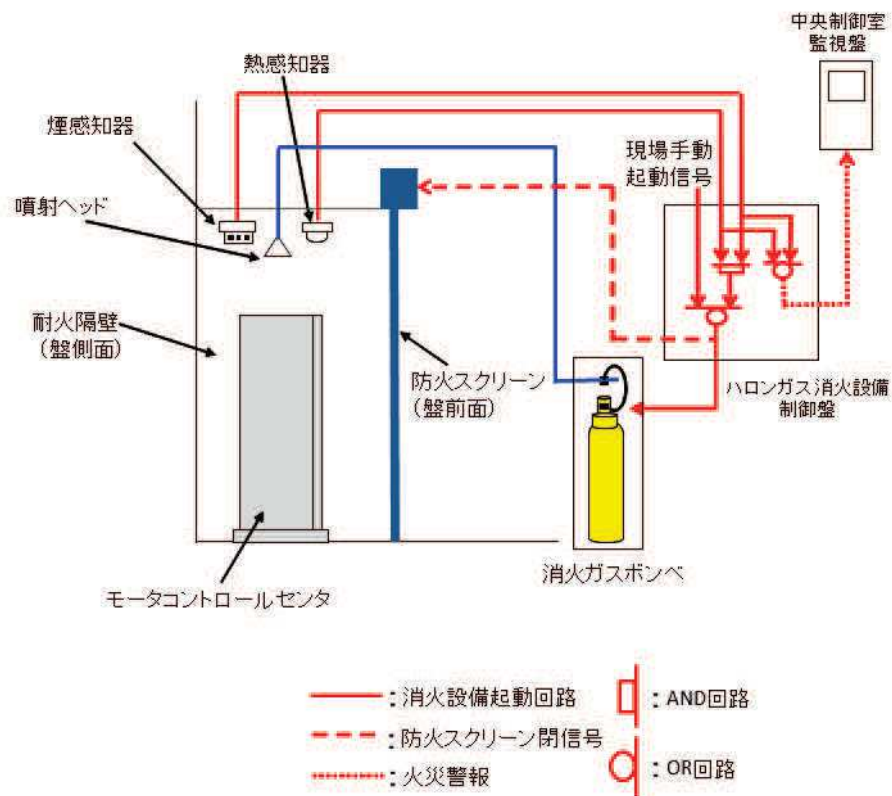 中央制御室
監視盤
熱感知器
煙感知器
現場手動
起動信号
噴射ヘッド
耐火隔壁
(盤側面)
防火スクリーン
(盤前面)
ハロンガス消火設備
制御盤
消火ガスボンベ
モータコントロールセンタ
:消火設備起動回路
:AND回路
:防火スクリーン閉信号
:火災警報
:OR回路